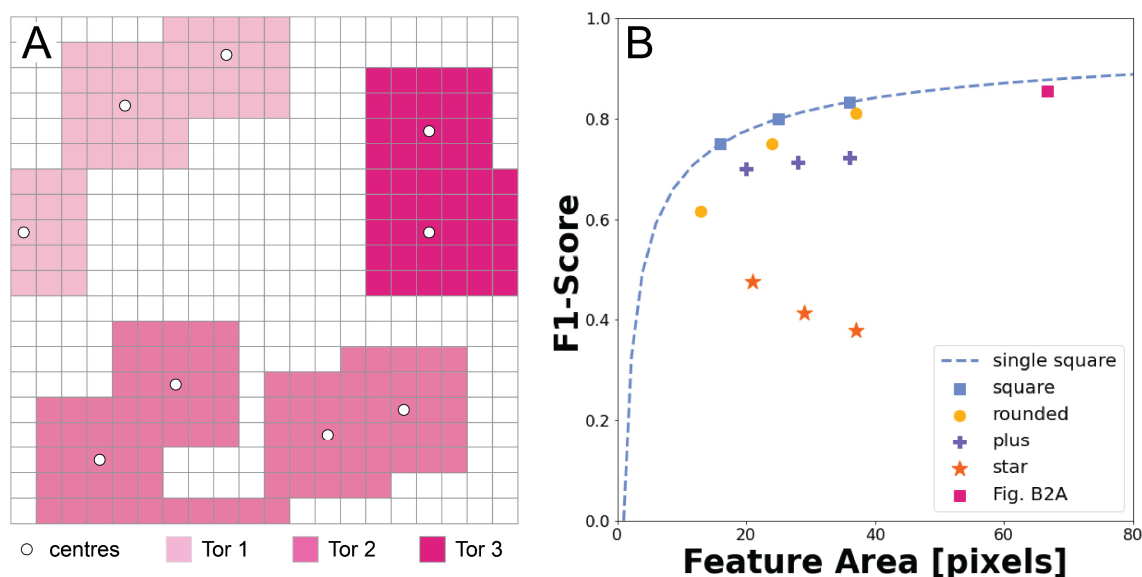 A
centres
Tor 1
Tor 2
Tor 3
B
F1-Score
1.0
0.8
0.6
0.4
0.2
0.0
0
20
40
60
80
Feature Area [pixels]
single square
square
rounded
plus
star
Fig. B2A